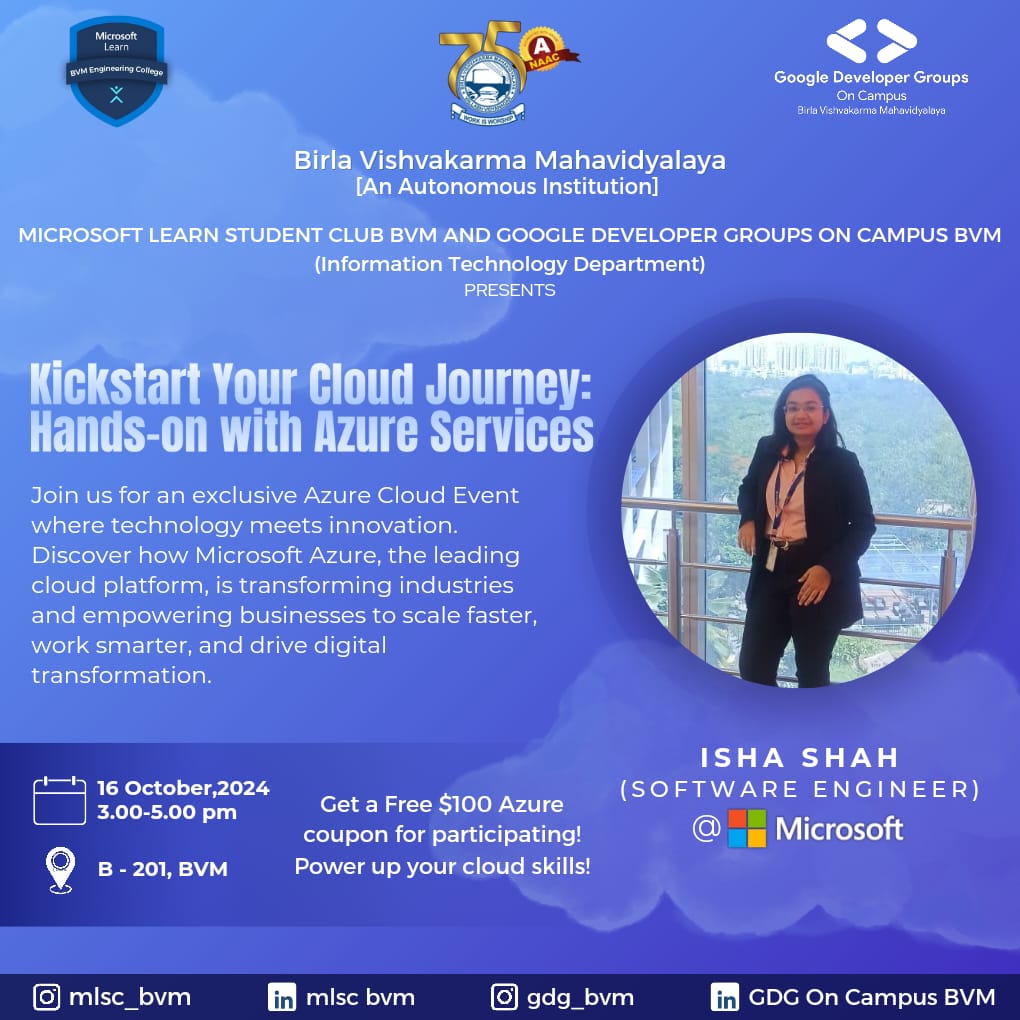 Microsoft
Learn
BVM Engineering College
75
A
NAAC
WORK IS WORSHIP
Google Developer Groups
On Campus
Birla Vishvakarma Mahavidyalaya
Birla Vishvakarma Mahavidyalaya
[An Autonomous Institution]
MICROSOFT LEARN STUDENT CLUB BVM AND GOOGLE DEVELOPER GROUPS ON CAMPUS BVM
(Information Technology Department)
PRESENTS
Kickstart Your Cloud Journey:
Hands-on with Azure Services
Join us for an exclusive Azure Cloud Event
where technology meets innovation.
Discover how Microsoft Azure, the leading
cloud platform, is transforming industries
and empowering businesses to scale faster,
work smarter, and drive digital
transformation.
ISHA SHAH
(SOFTWARE ENGINEER)
@ Microsoft
16 October,2024
3.00-5.00 pm
B - 201, BVM
Get a Free $100 Azure
coupon for participating!
Power up your cloud skills!
mlsc_bvm
in mlsc bvm
gdg_bvm
in GDG On Campus BVM